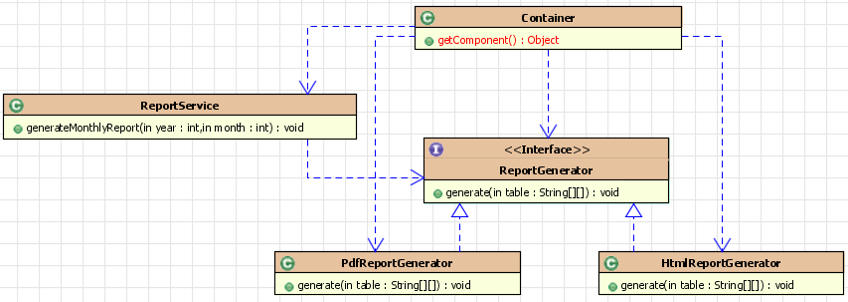 C Container
getComponent() : Object
C ReportService
generateMonthlyReport(in year : int,in month : int) : void
I <<Interface>>
ReportGenerator
generate(in table : String[][]) : void
C PdfReportGenerator
generate(in table : String[][]) : void
C HtmlReportGenerator
generate(in table : String[][]) : void